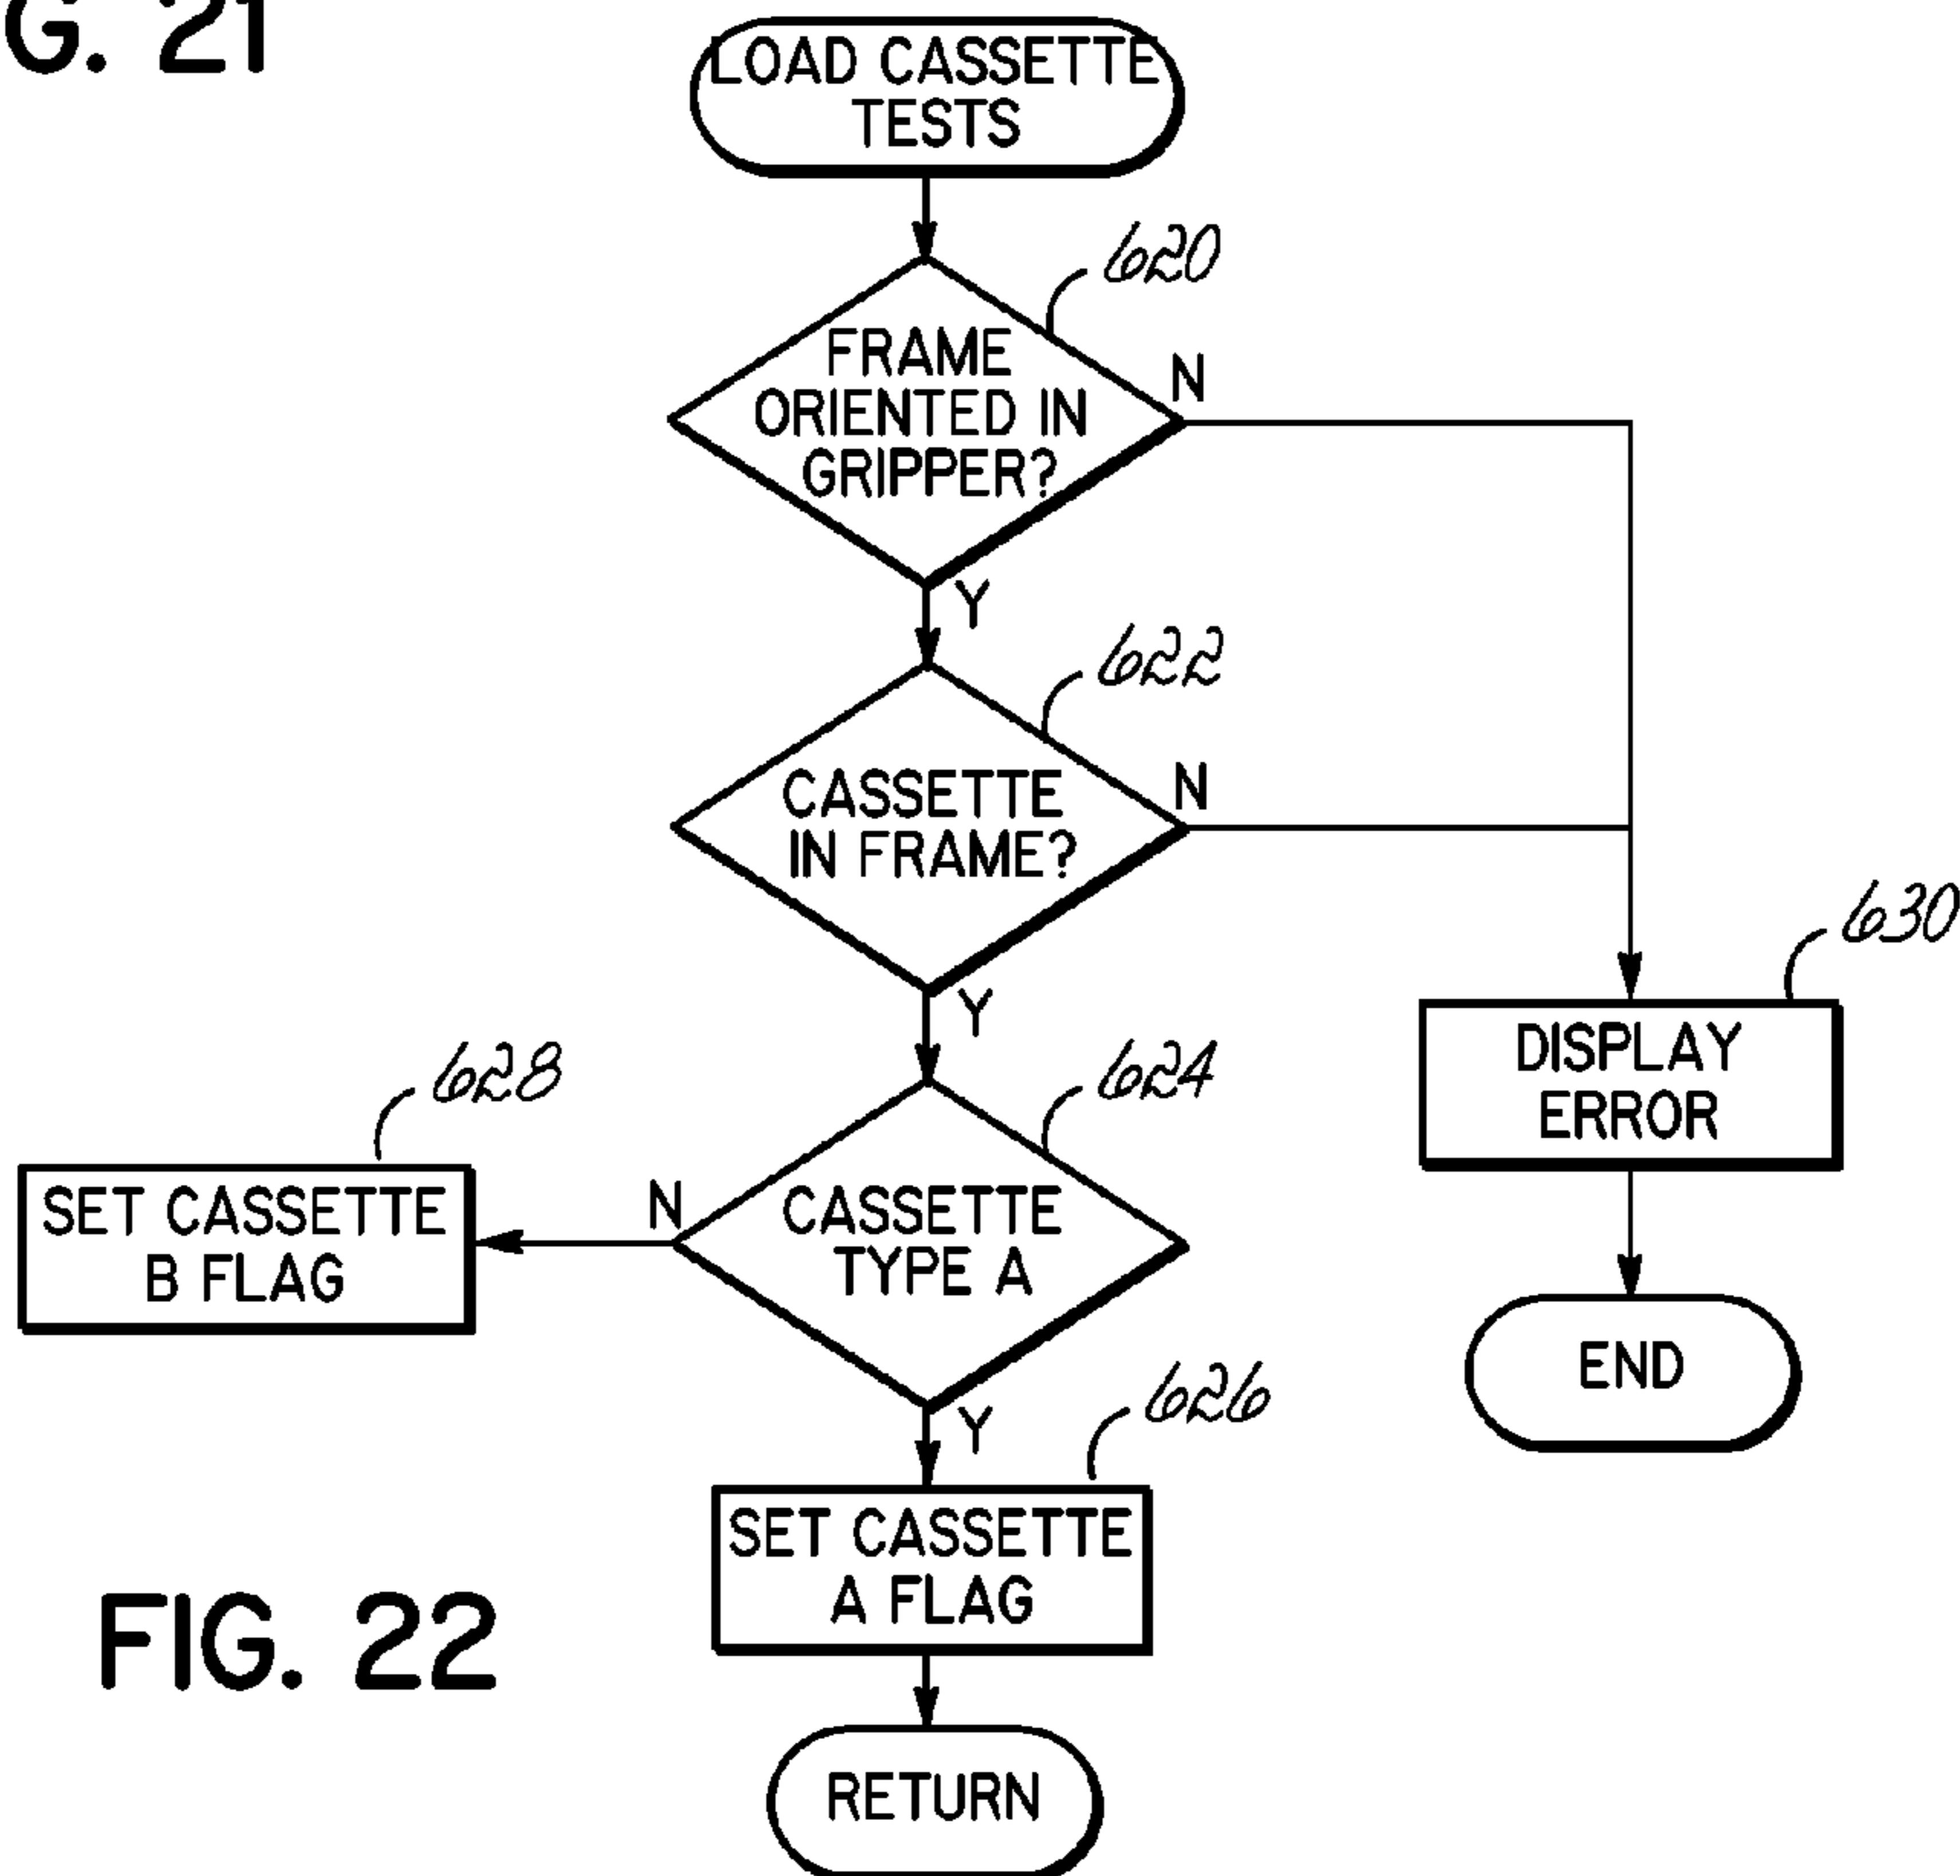 G. 21
LOAD CASSETTE
TESTS
620
FRAME
ORIENTED IN
GRIPPER?
N
Y
622
CASSETTE
IN FRAME?
N
Y
630
DISPLAY
ERROR
628
624
SET CASSETTE
B FLAG
N
CASSETTE
TYPE A
END
Y
626
SET CASSETTE
A FLAG
FIG. 22
RETURN